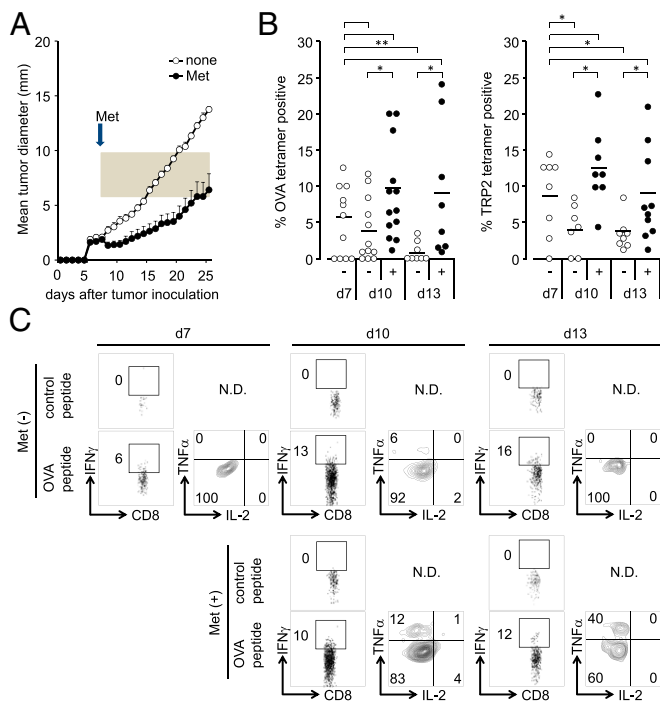 A
Mean tumor diameter (mm)
20
15
10
5
0
none
Met
Met
0 5 10 15 20 25
days after tumor inoculation
B
% OVA tetramer positive
30
25
20
15
10
5
0
**
*
*
- - + - +
d7 d10 d13
% TRP2 tetramer positive
30
25
20
15
10
5
0
*
*
*
*
- - + - +
d7 d10 d13
C
d7 d10 d13
Met (-)
control peptide
0 N.D. 0 N.D. 0 N.D.
OVA peptide
6 0 0 100 0
13 6 0 92 2
16 0 0 100 0
IFNγ TNFα IFNγ TNFα IFNγ TNFα
CD8 IL-2 CD8 IL-2 CD8 IL-2
Met (+)
control peptide
0 N.D. 0 N.D.
OVA peptide
10 12 1 83 4
12 40 0 60 0
IFNγ TNFα IFNγ TNFα
CD8 IL-2 CD8 IL-2